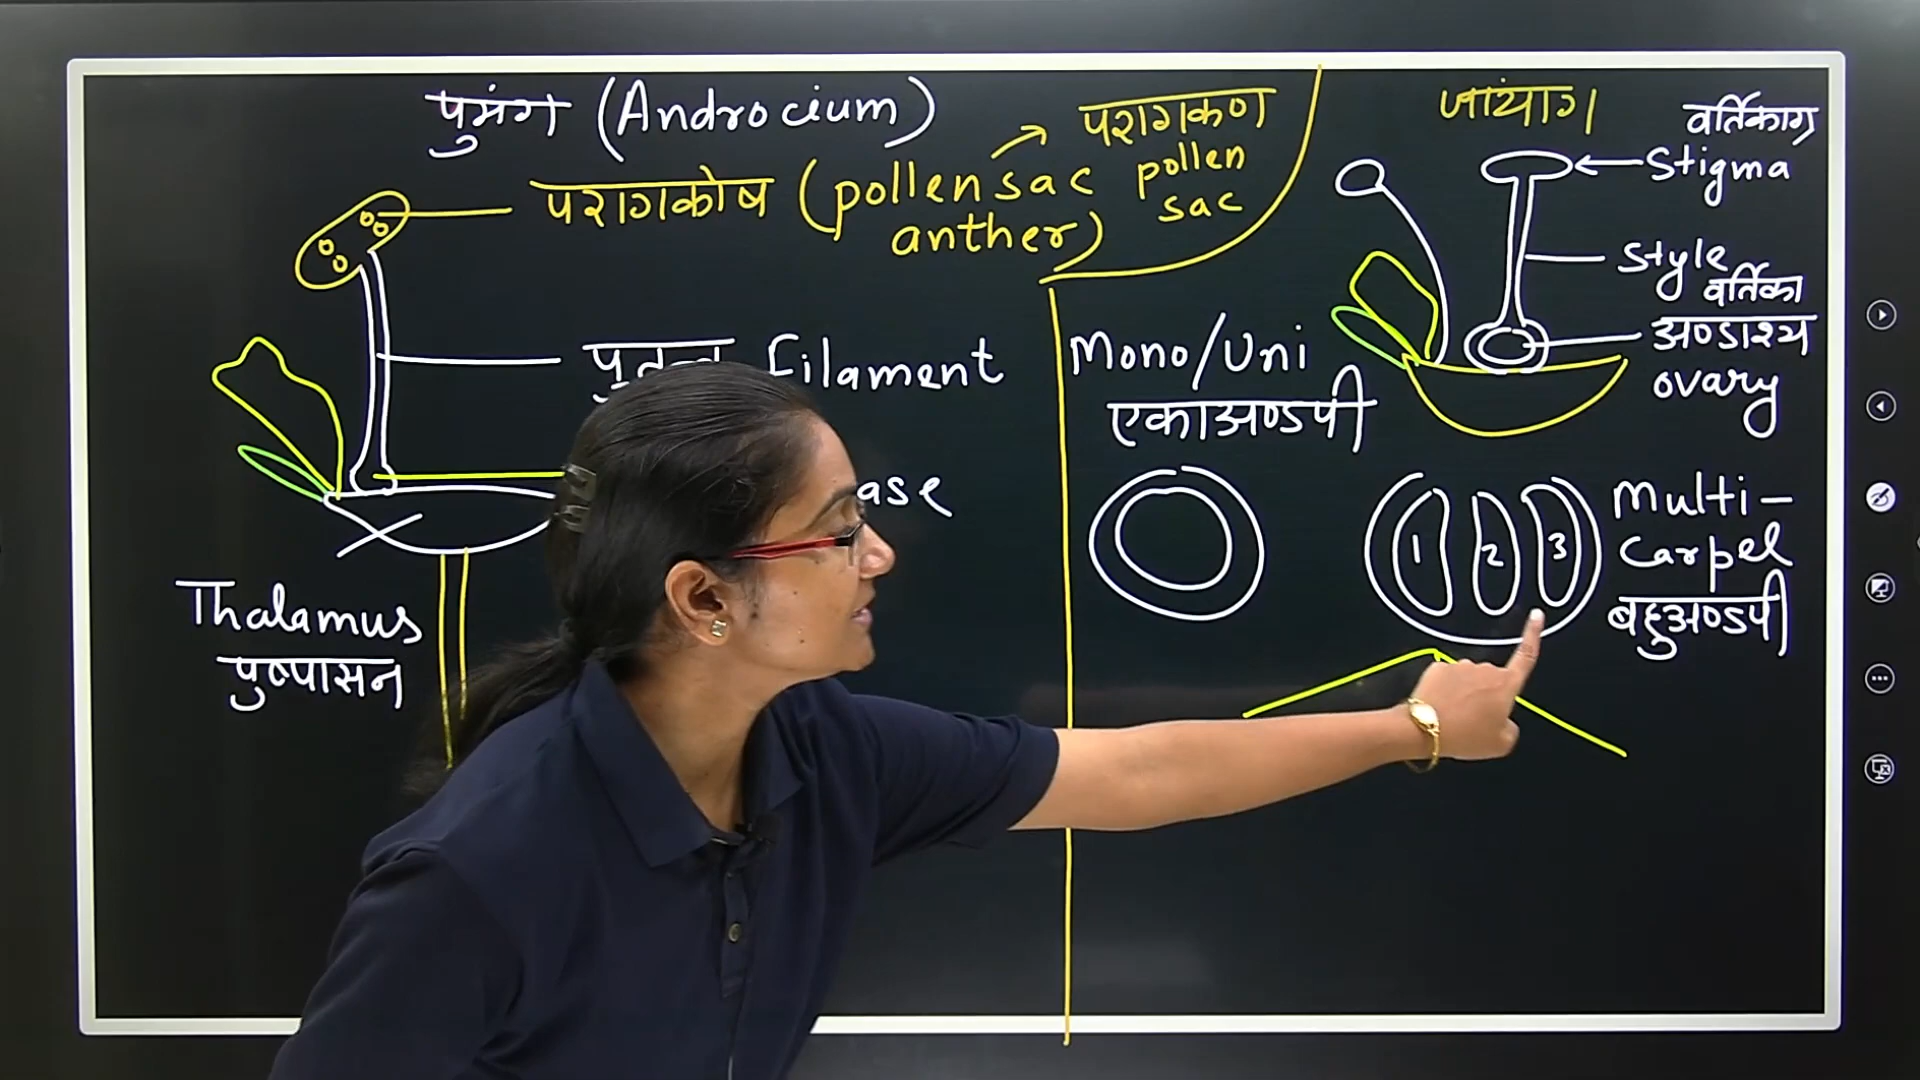 पुमंग (Androcium)
परागकोष (pollen sac
anther)
परागकण
pollen
sac
Filament
ase
Thalamus
पुष्पासन
जायांग
वर्तिकाग्र
Stigma
Style
वर्तिका
अण्डाश्य
ovary
Mono/Uni
एकाअण्डपी
1 2 3
Multi-
Carpel
बहुअण्डपी